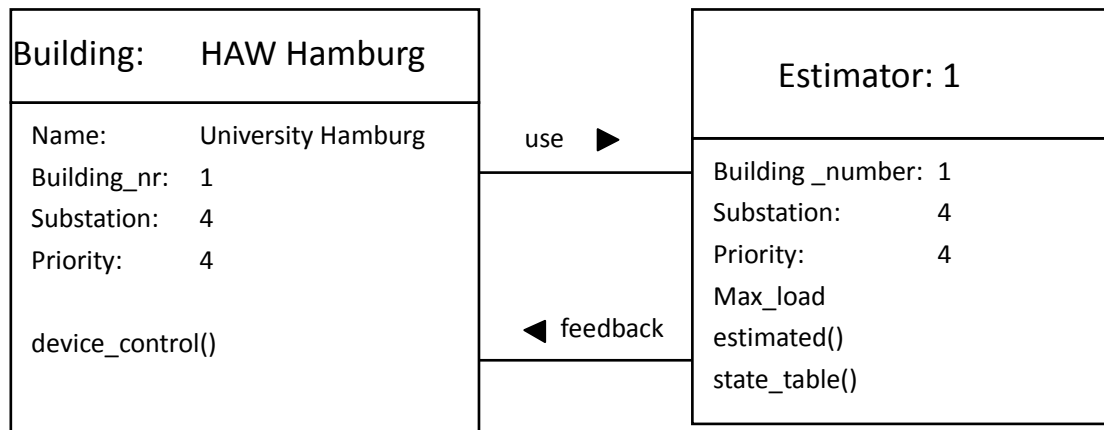 Building: HAW Hamburg
Name: University Hamburg
Building_nr: 1
Substation: 4
Priority: 4
device_control()
use ▶
◀ feedback
Estimator: 1
Building _number: 1
Substation: 4
Priority: 4
Max_load
estimated()
state_table()